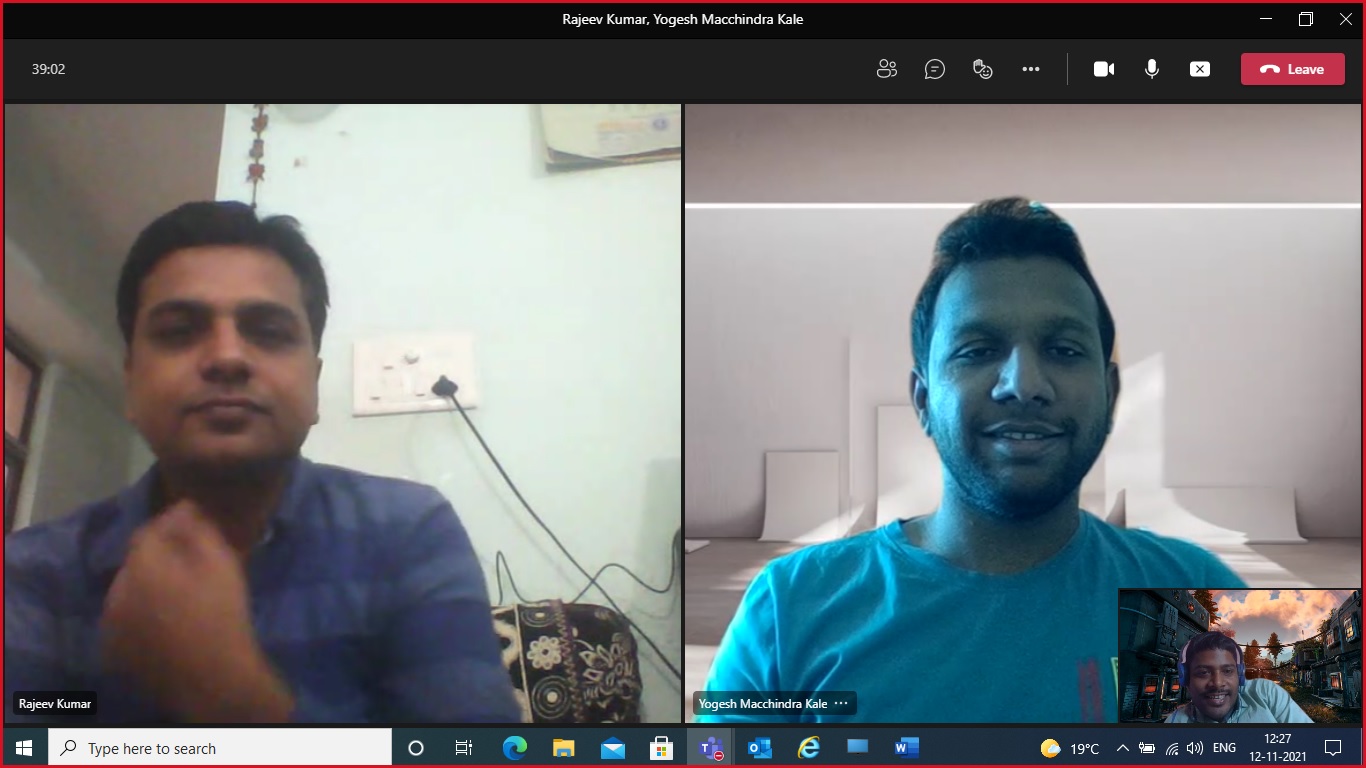 Rajeev Kumar, Yogesh Macchindra Kale
39:02
Leave
Rajeev Kumar
Yogesh Macchindra Kale
Type here to search
19°C
ENG
12:27
12-11-2021